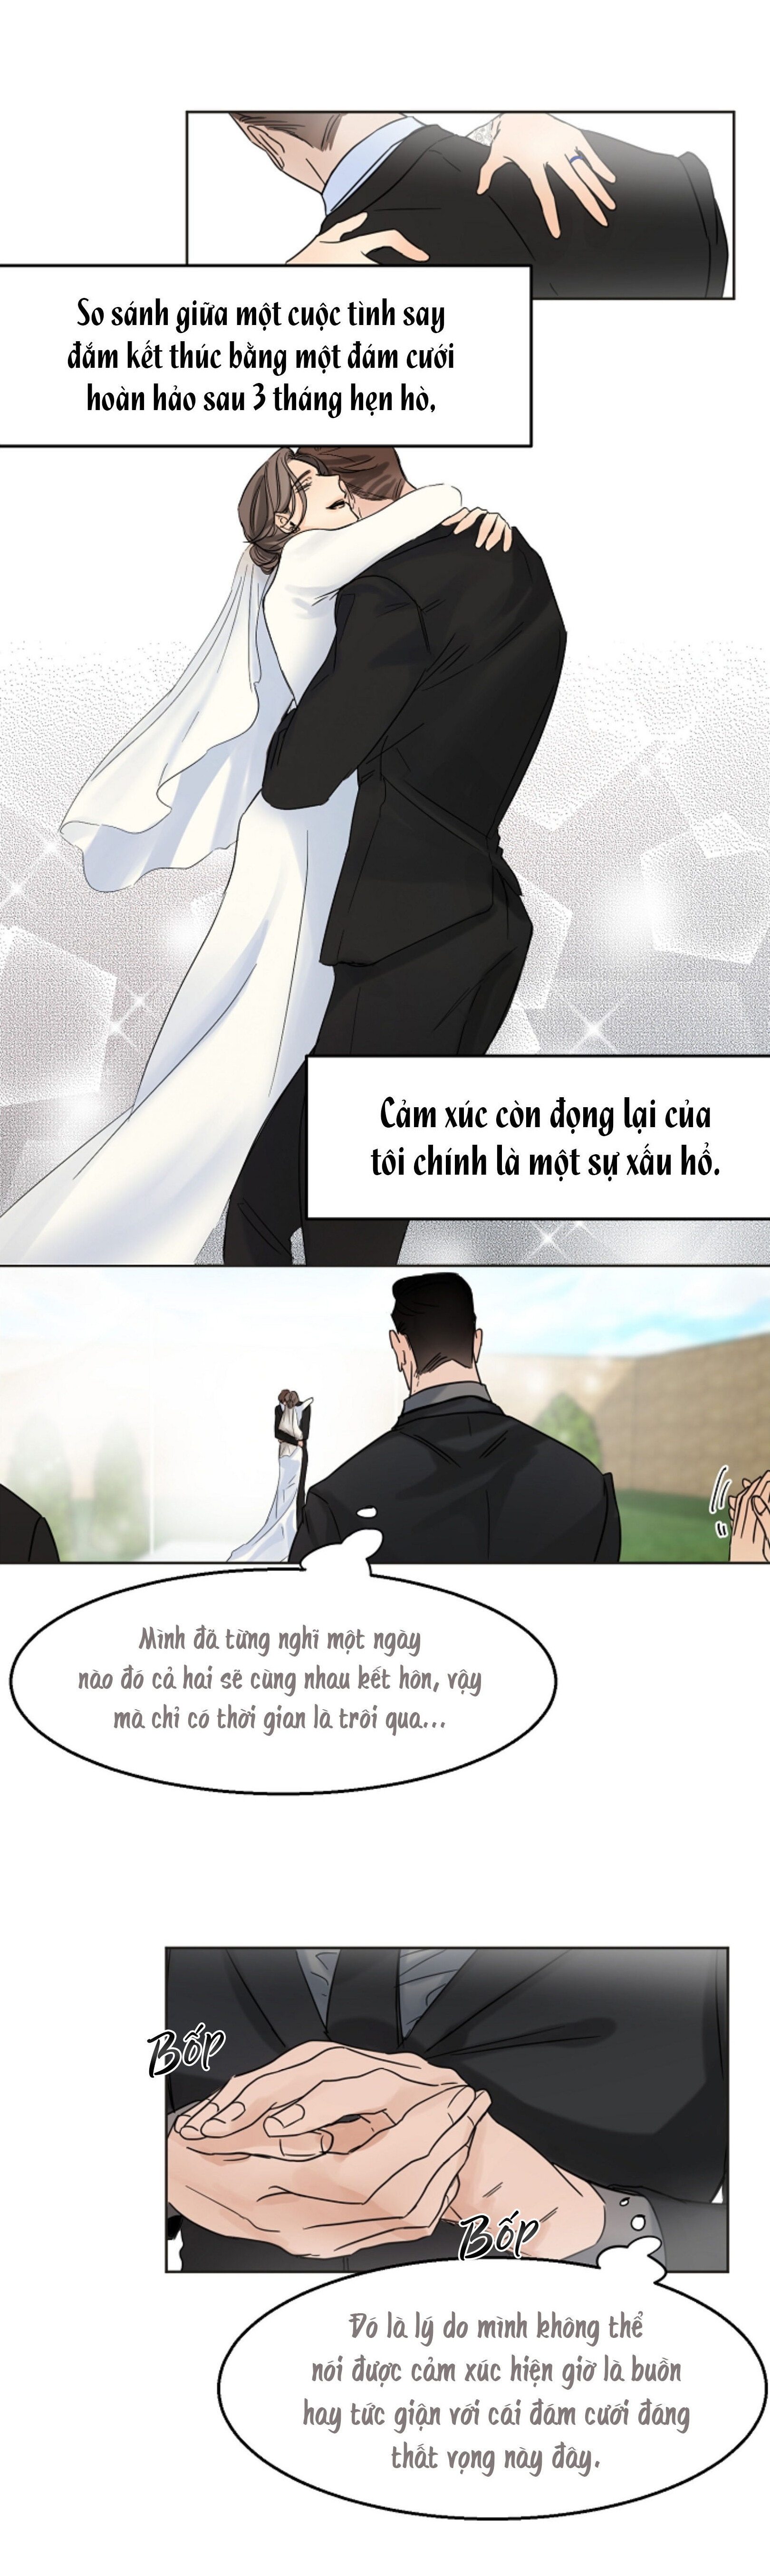 So sánh giữa một cuộc tình say
đắm kết thúc bằng một đám cưới
hoàn hảo sau 3 tháng hẹn hò,
Cảm xúc còn đọng lại của
tôi chính là một sự xấu hổ.
Mình đã từng nghĩ một ngày
nào đó cả hai sẽ cùng nhau kết hôn, vậy
mà chỉ có thời gian là trôi qua...
Bốp
Bốp
Đó là lý do mình không thể
nói được cảm xúc hiện giờ là buồn
hay tức giận với cái đám cưới đáng
thất vọng này đây.